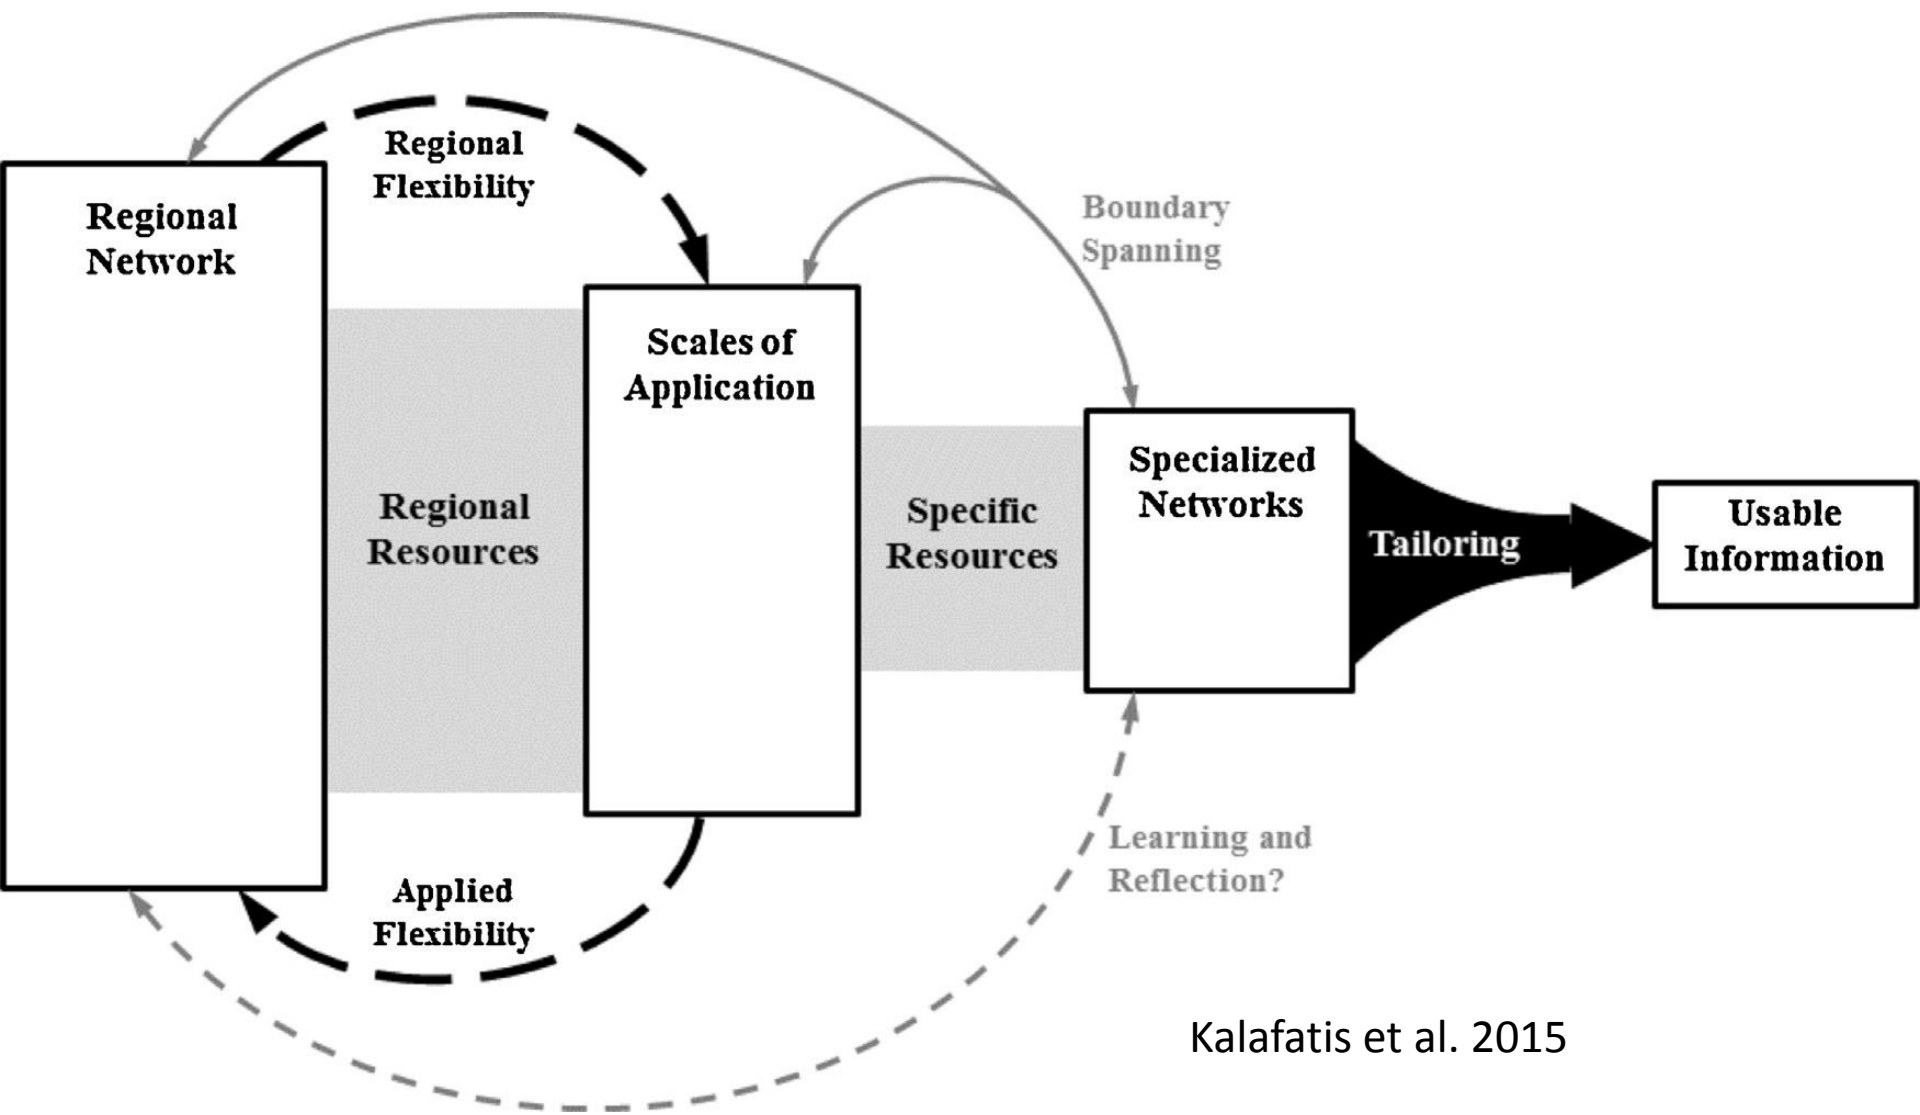 Regional
Flexibility
Regional
Network
Boundary
Spanning
Scales of
Application
Regional
Resources
Specific
Resources
Specialized
Networks
Tailoring
Usable
Information
Learning and
Reflection?
Applied
Flexibility
Kalafatis et al. 2015